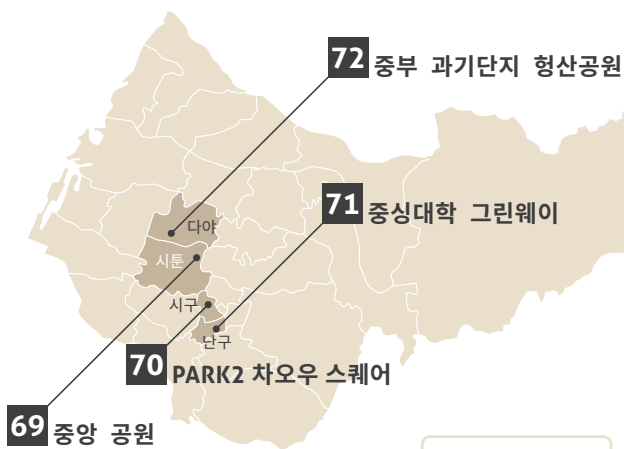 72 중부 과기단지 헝산공원
71 중싱대학 그린웨이
다야
시툰
시구
난구
70 PARK2 차오우 스퀘어
69 중앙 공원